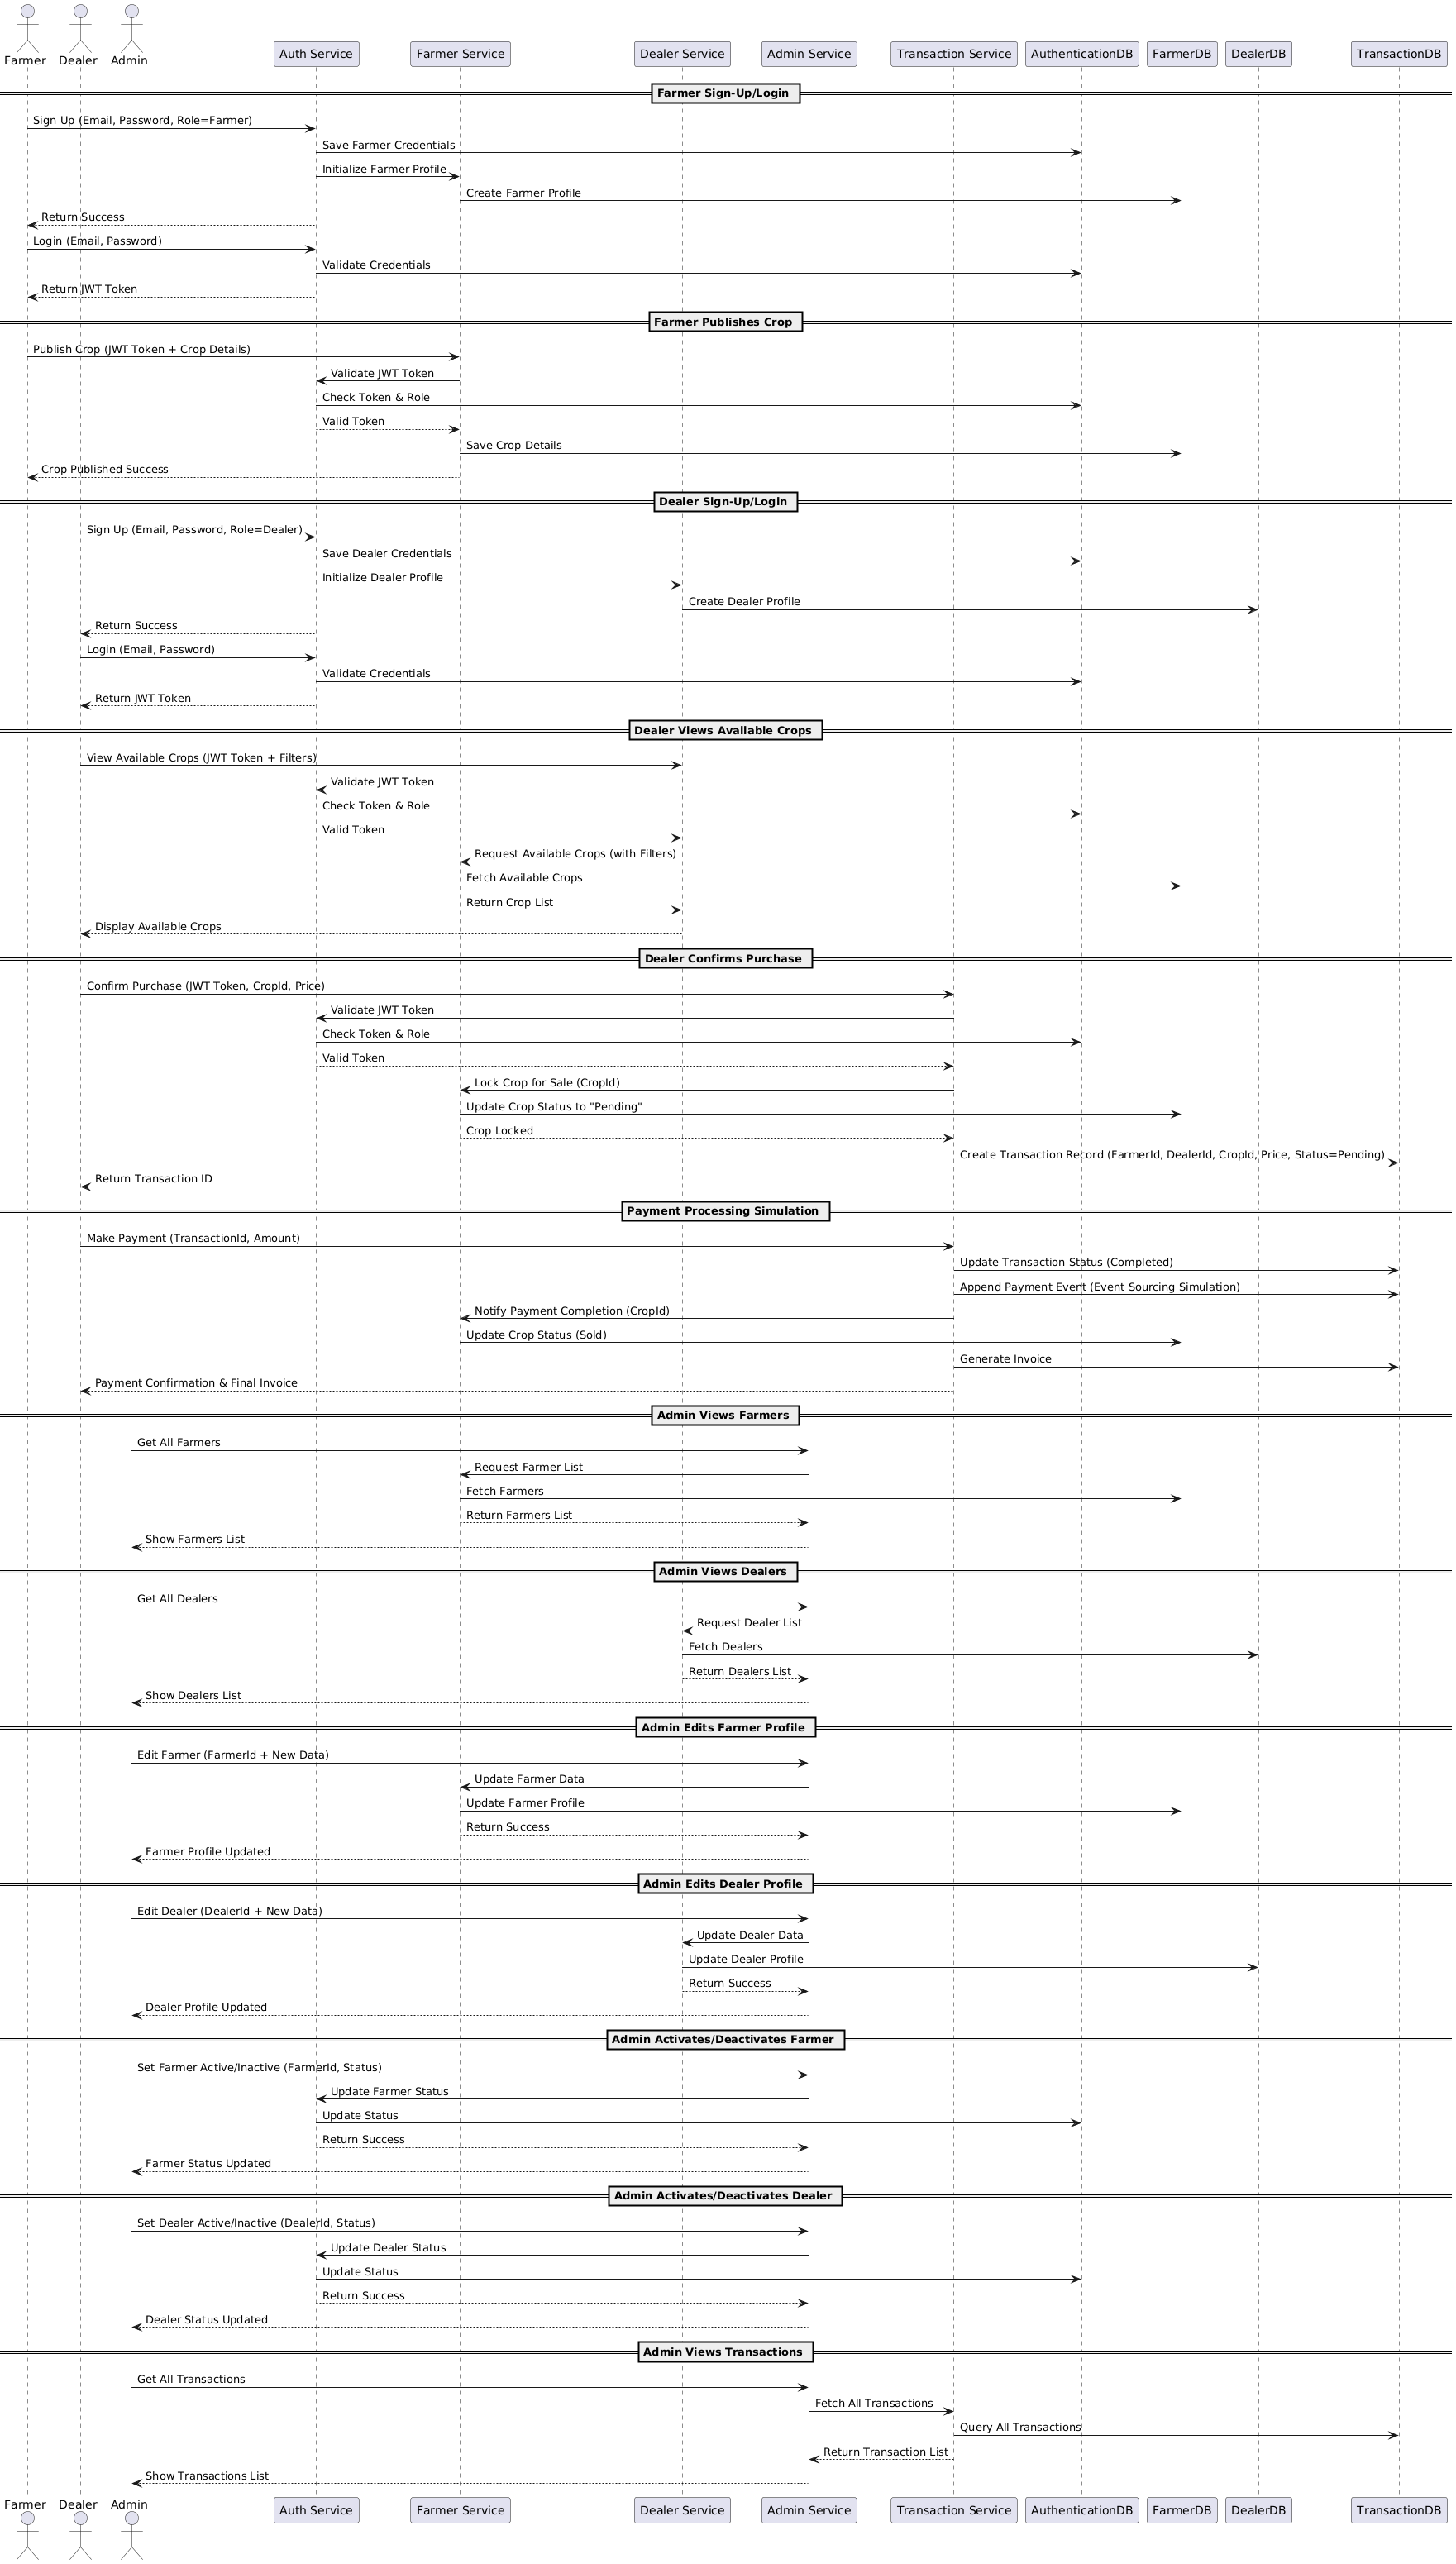 Farmer
Dealer
Admin
Auth Service
Farmer Service
Dealer Service
Admin Service
Transaction Service
AuthenticationDB
FarmerDB
DealerDB
TransactionDB
Farmer Sign-Up/Login
Sign Up (Email, Password, Role=Farmer)
Save Farmer Credentials
Initialize Farmer Profile
Create Farmer Profile
Return Success
Login (Email, Password)
Validate Credentials
Return JWT Token
Farmer Publishes Crop
Publish Crop (JWT Token + Crop Details)
Validate JWT Token
Check Token & Role
Valid Token
Save Crop Details
Crop Published Success
Dealer Sign-Up/Login
Sign Up (Email, Password, Role=Dealer)
Save Dealer Credentials
Initialize Dealer Profile
Create Dealer Profile
Return Success
Login (Email, Password)
Validate Credentials
Return JWT Token
Dealer Views Available Crops
View Available Crops (JWT Token + Filters)
Validate JWT Token
Check Token & Role
Valid Token
Request Available Crops (with Filters)
Fetch Available Crops
Return Crop List
Display Available Crops
Dealer Confirms Purchase
Confirm Purchase (JWT Token, CropId, Price)
Validate JWT Token
Check Token & Role
Valid Token
Lock Crop for Sale (CropId)
Update Crop Status to "Pending"
Crop Locked
Create Transaction Record (FarmerId, DealerId, CropId, Price, Status=Pending)
Return Transaction ID
Payment Processing Simulation
Make Payment (TransactionId, Amount)
Update Transaction Status (Completed)
Append Payment Event (Event Sourcing Simulation)
Notify Payment Completion (CropId)
Update Crop Status (Sold)
Generate Invoice
Payment Confirmation & Final Invoice
Admin Views Farmers
Get All Farmers
Request Farmer List
Fetch Farmers
Return Farmers List
Show Farmers List
Admin Views Dealers
Get All Dealers
Request Dealer List
Fetch Dealers
Return Dealers List
Show Dealers List
Admin Edits Farmer Profile
Edit Farmer (FarmerId + New Data)
Update Farmer Data
Update Farmer Profile
Return Success
Farmer Profile Updated
Admin Edits Dealer Profile
Edit Dealer (DealerId + New Data)
Update Dealer Data
Update Dealer Profile
Return Success
Dealer Profile Updated
Admin Activates/Deactivates Farmer
Set Farmer Active/Inactive (FarmerId, Status)
Update Farmer Status
Update Status
Return Success
Farmer Status Updated
Admin Activates/Deactivates Dealer
Set Dealer Active/Inactive (DealerId, Status)
Update Dealer Status
Update Status
Return Success
Dealer Status Updated
Admin Views Transactions
Get All Transactions
Fetch All Transactions
Query All Transactions
Return Transaction List
Show Transactions List
Farmer
Dealer
Admin
Auth Service
Farmer Service
Dealer Service
Admin Service
Transaction Service
AuthenticationDB
FarmerDB
DealerDB
TransactionDB